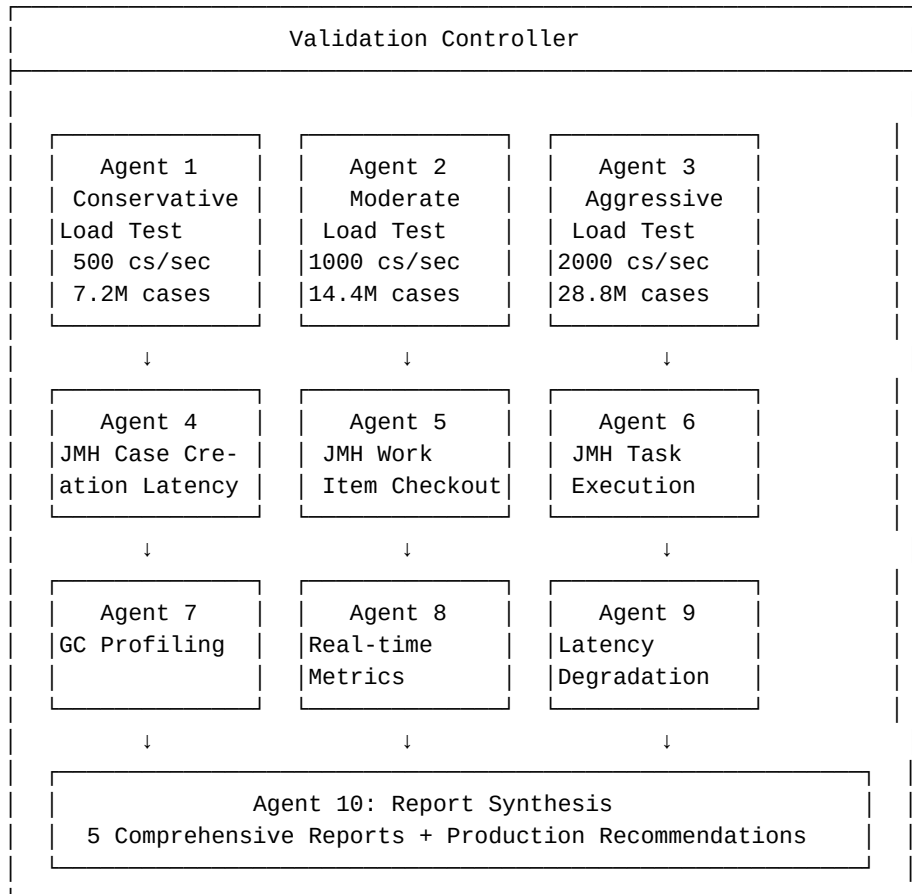 Validation Controller
Agent 1 Agent 2 Agent 3
Conservative Moderate Aggressive
Load Test Load Test Load Test
500 cs/sec 1000 cs/sec 2000 cs/sec
7.2M cases 14.4M cases 28.8M cases
↓ ↓ ↓
Agent 4 Agent 5 Agent 6
JMH Case Cre- JMH Work JMH Task
ation Latency Item Checkout Execution
↓ ↓ ↓
Agent 7 Agent 8 Agent 9
GC Profiling Real-time Latency
Metrics Degradation
↓ ↓ ↓
Agent 10: Report Synthesis
5 Comprehensive Reports + Production Recommendations